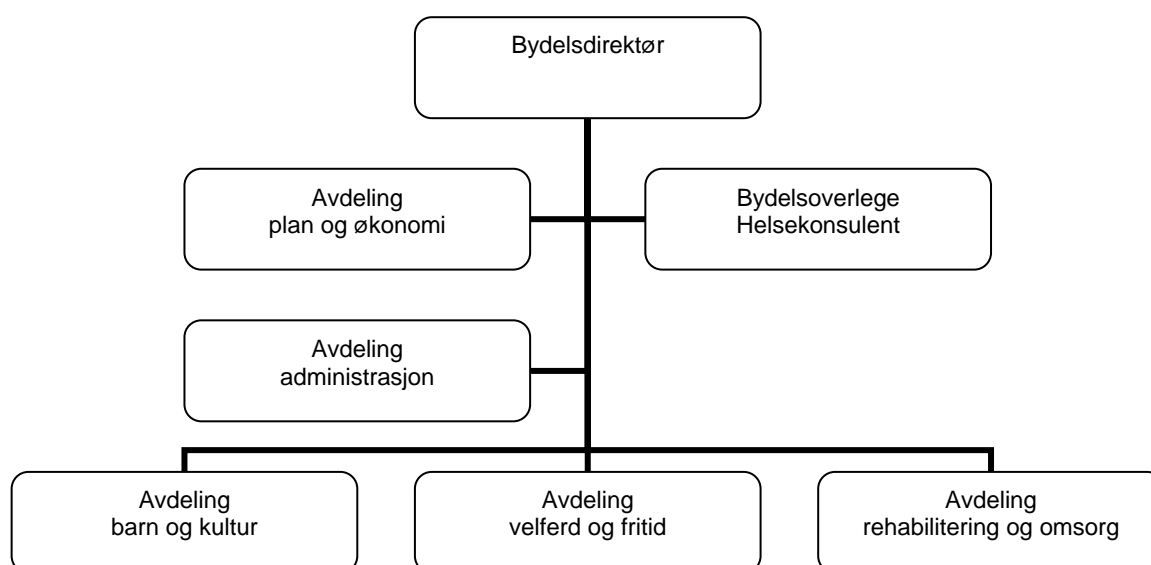 Bydelsdirektør
Avdeling
plan og økonomi
Bydelsoverlege
Helsekonsulent
Avdeling
administrasjon
Avdeling
barn og kultur
Avdeling
velferd og fritid
Avdeling
rehabilitering og omsorg